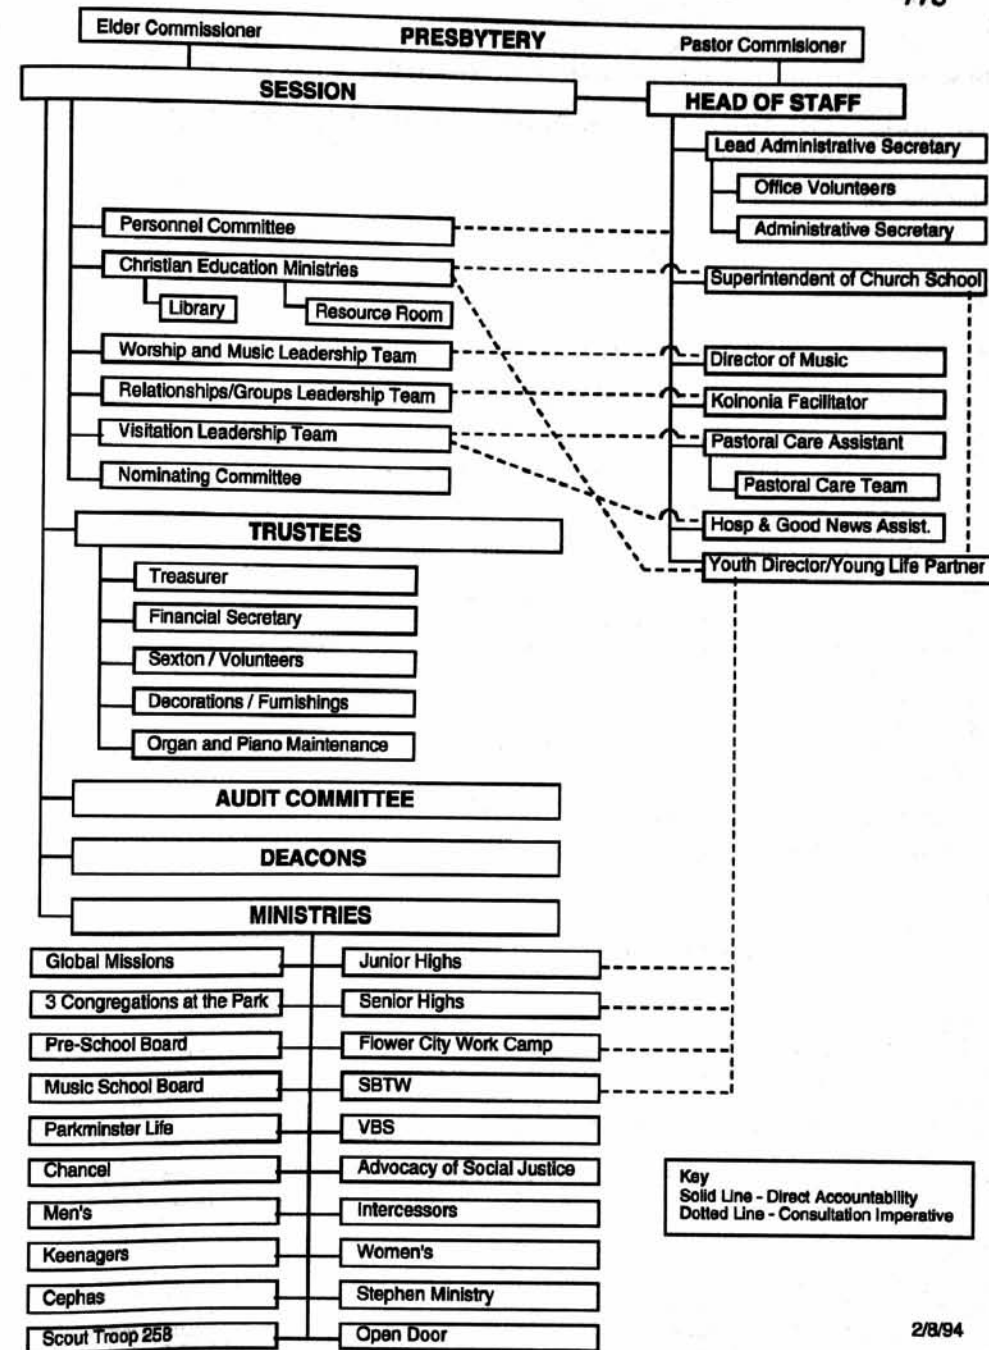 Elder Commissioner
PRESBYTERY
Pastor Commisioner
SESSION
HEAD OF STAFF
Lead Administrative Secretary
Office Volunteers
Administrative Secretary
Personnel Committee
Christian Education Ministries
Superintendent of Church School
Library
Resource Room
Worship and Music Leadership Team
Director of Music
Relationships/Groups Leadership Team
Koinonia Facilitator
Visitation Leadership Team
Pastoral Care Assistant
Nominating Committee
Pastoral Care Team
Hosp & Good News Assist.
Youth Director/Young Life Partner
TRUSTEES
Treasurer
Financial Secretary
Sexton / Volunteers
Decorations / Furnishings
Organ and Piano Maintenance
AUDIT COMMITTEE
DEACONS
MINISTRIES
Global Missions
Junior Highs
3 Congregations at the Park
Senior Highs
Pre-School Board
Flower City Work Camp
Music School Board
SBTW
Parkminster Life
VBS
Chancel
Advocacy of Social Justice
Men's
Intercessors
Keenagers
Women's
Cephas
Stephen Ministry
Scout Troop 258
Open Door
Key
Solid Line - Direct Accountability
Dotted Line - Consultation Imperative
2/8/94